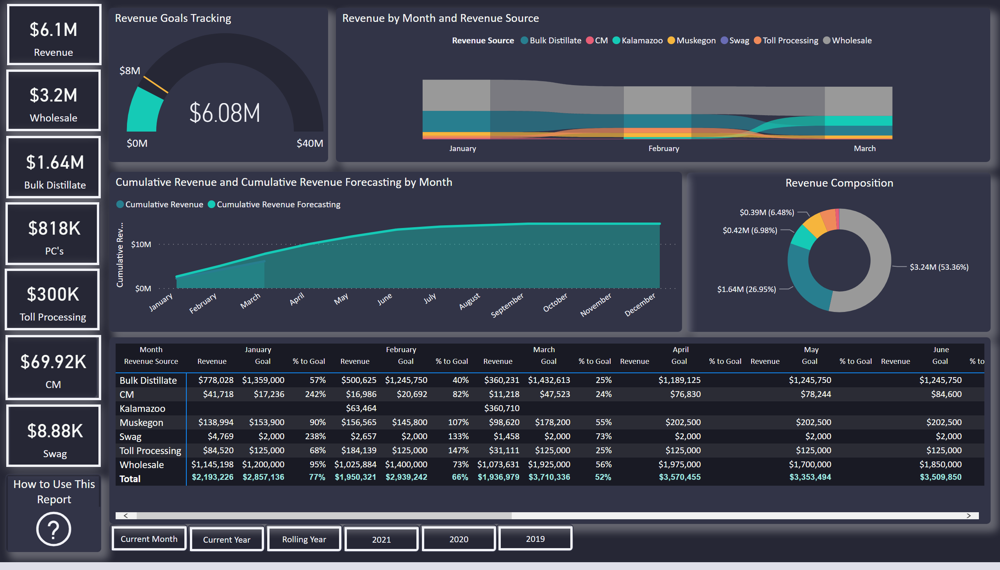 $6.1M
Revenue
$3.2M
Wholesale
$1.64M
Bulk Distillate
$818K
PC's
$300K
Toll Processing
$69.92K
CM
$8.88K
Swag
How to Use This
Report
?
Revenue Goals Tracking
$8M
$6.08M
$0M $40M
Revenue by Month and Revenue Source
Revenue Source Bulk Distillate CM Kalamazoo Muskegon Swag Toll Processing Wholesale
January February March
Cumulative Revenue and Cumulative Revenue Forecasting by Month
Cumulative Revenue Cumulative Revenue Forecasting
Cumulative Rev...
$10M
$0M
January February March April May June July August September October November December
Revenue Composition
$0.39M (6.48%)
$0.42M (6.98%)
$3.24M (53.36%)
$1.64M (26.95%)
Month January February March April May June
Revenue Source Revenue Goal % to Goal Revenue Goal % to Goal Revenue Goal % to Goal Revenue Goal % to Goal Revenue Goal % to Goal Revenue Goal % to
Bulk Distillate $778,028 $1,359,000 57% $500,625 $1,245,750 40% $360,231 $1,432,613 25% $1,189,125 $1,245,750 $1,245,750
CM $41,718 $17,236 242% $16,986 $20,692 82% $11,218 $47,523 24% $76,830 $78,244 $84,600
Kalamazoo $63,464 $360,710
Muskegon $138,994 $153,900 90% $156,565 $145,800 107% $98,620 $178,200 55% $202,500 $202,500 $202,500
Swag $4,769 $2,000 238% $2,657 $2,000 133% $1,458 $2,000 73% $2,000 $2,000 $2,000
Toll Processing $84,520 $125,000 68% $184,139 $125,000 147% $31,111 $125,000 25% $125,000 $125,000 $125,000
Wholesale $1,145,198 $1,200,000 95% $1,025,884 $1,400,000 73% $1,073,631 $1,925,000 56% $1,975,000 $1,700,000 $1,850,000
Total $2,193,226 $2,857,136 77% $1,950,321 $2,939,242 66% $1,936,979 $3,710,336 52% $3,570,455 $3,353,494 $3,509,850
Current Month Current Year Rolling Year 2021 2020 2019